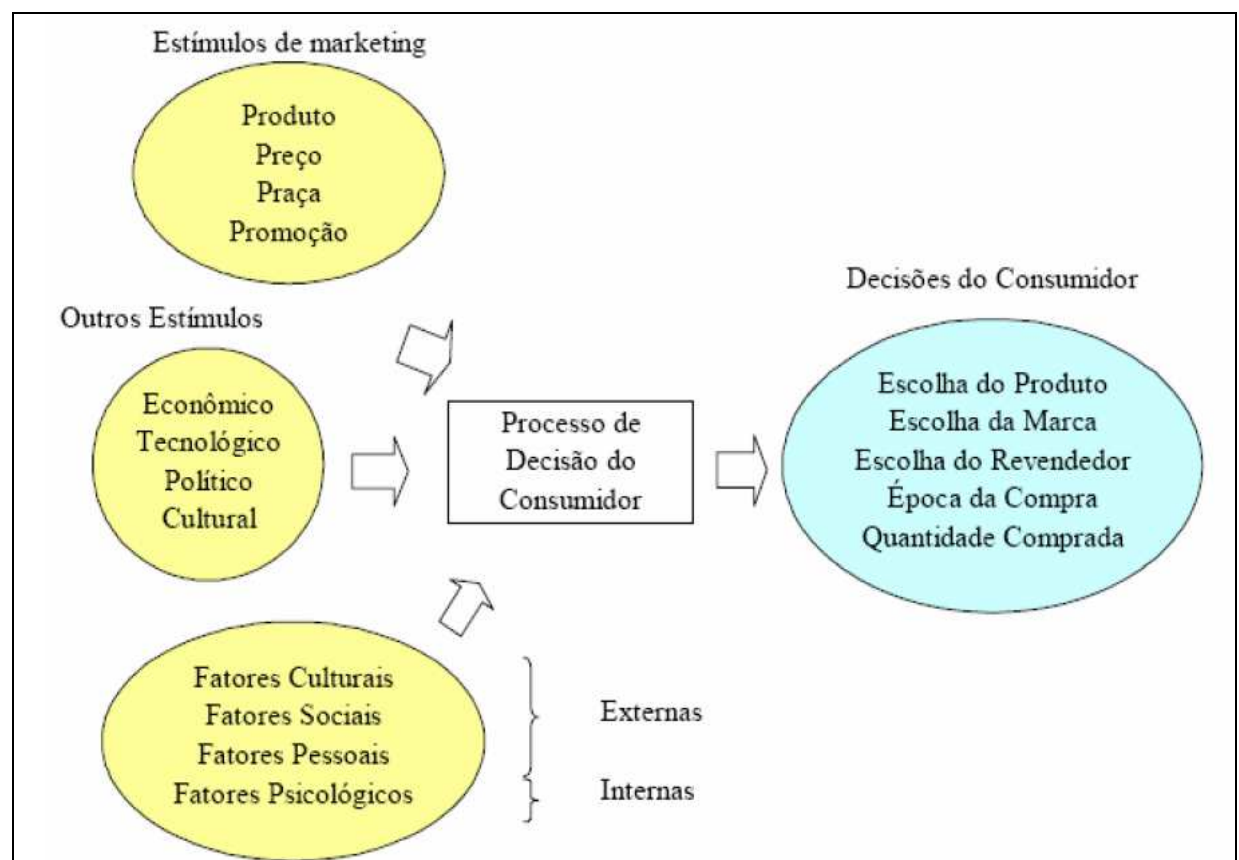 Estímulos de marketing
Produto
Preço
Praça
Promoção
Outros Estímulos
Econômico
Tecnológico
Político
Cultural
Processo de
Decisão do
Consumidor
Decisões do Consumidor
Escolha do Produto
Escolha da Marca
Escolha do Revendedor
Época da Compra
Quantidade Comprada
Fatores Culturais
Fatores Sociais
Fatores Pessoais
Fatores Psicológicos
Externas
Internas